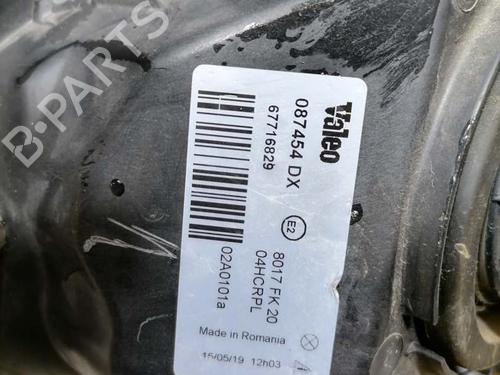 Valeo
087454 DX
67716829
E2
8017 FK 20
04HCRPL
02A0101a
Made in Romania
15/05/19 12h03
B-PARTS